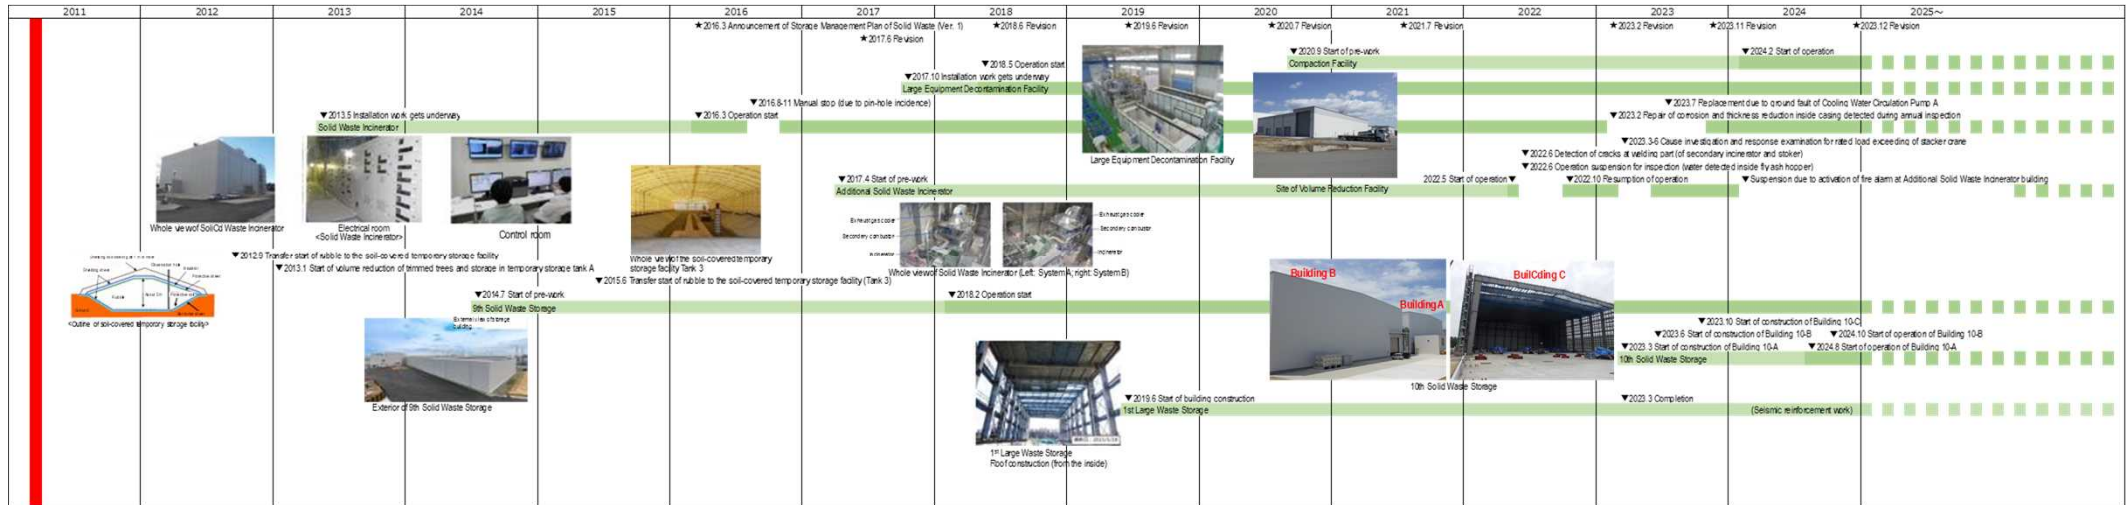 2011 2012 2013 2014 2015 2016 2017 2018 2019 2020 2021 2022 2023 2024 2025～
★2016.3 Announcement of Storage Management Plan of Solid Waste (Ver. 1) ★2018.6 Revision ★2019.6 Revision ★2020.7 Revision ★2021.7 Revision ★2023.2 Revision ★2023.11 Revision ★2023.12 Revision
★2017.6 Revision
▼2020.9 Start of pre-work ▼2024.2 Start of operation
Compaction Facility
▼2018.5 Operation start
▼2017.10 Installation work gets underway
Large Equipment Decontamination Facility
▼2016.8-11 Manual stop (due to pin-hole incidence)
▼2023.7 Replacement due to ground fault of Cooling Water Circulation Pump A
▼2013.5 Installation work gets underway ▼2016.3 Operation start ▼2023.2 Repair of corrosion and thickness reduction inside casing detected during annual inspection
Solid Waste Incinerator
▼2023.3-6 Cause investigation and response examination for rated load exceeding of stacker crane
▼2022.6 Detection of cracks at welding part (of secondary incinerator and stoker)
Large Equipment Decontamination Facility
▼2022.6 Operation suspension for inspection (water detected inside fly ash hopper)
▼2017.4 Start of pre-work 2022.5 Start of operation▼ ▼2022.10 Resumption of operation ▼Suspension due to activation of fire alarm at Additional Solid Waste Incinerator building
Additional Solid Waste Incinerator
Site of Volume Reduction Facility
Whole view of SoliCd Waste Incinerator
Electrical room
<Solid Waste Incinerator>
Control room
Exhaust gas cooler
Secondary combustor
Incinerator
Exhaust gas cooler
Secondary combustor
Incinerator
Whole view of Solid Waste Incinerator (Left: System A; right: System B)
Whole view of the soil-covered temporary
storage facility Tank 3
▼2012.9 Transfer start of rubble to the soil-covered temporary storage facility
▼2013.1 Start of volume reduction of trimmed trees and storage in temporary storage tank A
▼2015.6 Transfer start of rubble to the soil-covered temporary storage facility (Tank 3)
Rubble
<Outline of soil-covered temporary storage facility>
▼2014.7 Start of pre-work ▼2018.2 Operation start
9th Solid Waste Storage
External view of storage
building
Exterior of 9th Solid Waste Storage
Building B
Building A
BuilCding C
10th Solid Waste Storage
▼2023.10 Start of construction of Building 10-C
▼2023.6 Start of construction of Building 10-B ▼2024.10 Start of operation of Building 10-B
▼2023.3 Start of construction of Building 10-A ▼2024.8 Start of operation of Building 10-A
10th Solid Waste Storage
▼2019.6 Start of building construction ▼2023.3 Completion
1st Large Waste Storage (Seismic reinforcement work)
1st Large Waste Storage
Roof construction (from the inside)